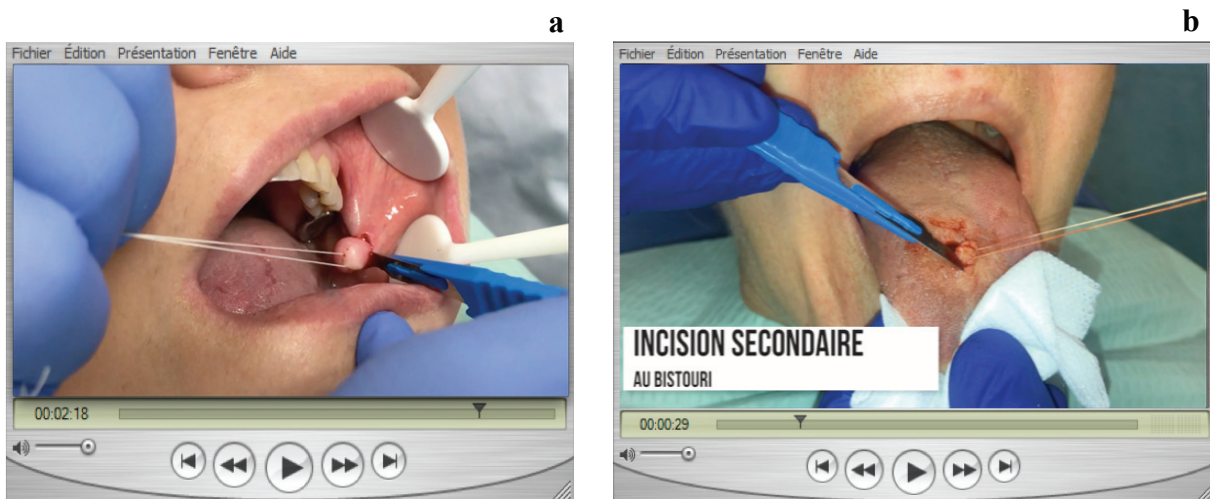 a
Fichier Édition Présentation Fenêtre Aide
00:02:18
b
Fichier Édition Présentation Fenêtre Aide
INCISION SECONDAIRE
AU BISTOURI
00:00:29